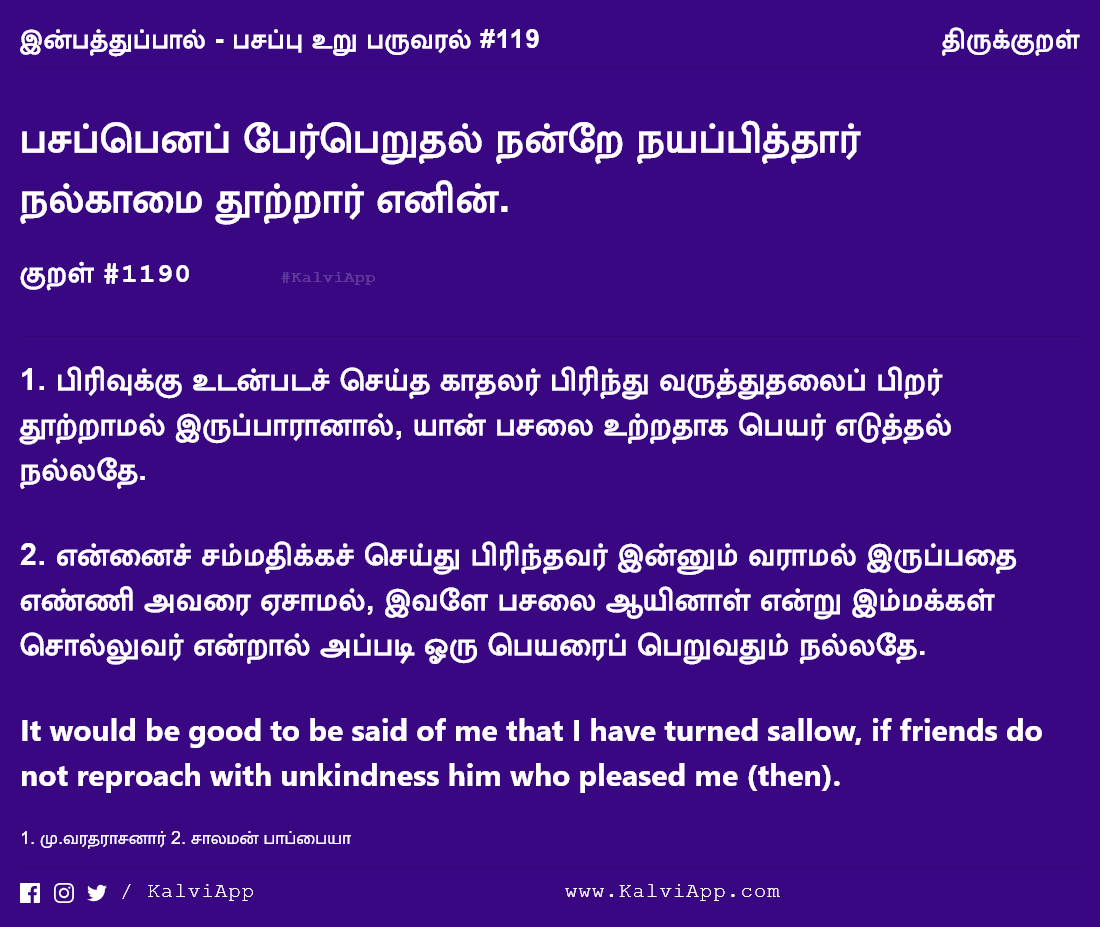 இன்பத்துப்பால் - பசப்பு உறு பருவரல் #119
திருக்குறள்
பசப்பெனப் பேர்பெறுதல் நன்றே நயப்பித்தார்
நல்காமை தூற்றார் எனின்.
குறள் #1190
#KalviApp
1. பிரிவுக்கு உடன்படச் செய்த காதலர் பிரிந்து வருத்துதலைப் பிறர்
தூற்றாமல் இருப்பாரானால், யான் பசலை உற்றதாக பெயர் எடுத்தல்
நல்லதே.
2. என்னைச் சம்மதிக்கச் செய்து பிரிந்தவர் இன்னும் வராமல் இருப்பதை
எண்ணி அவரை ஏசாமல், இவளே பசலை ஆயினாள் என்று இம்மக்கள்
சொல்லுவர் என்றால் அப்படி ஓரு பெயரைப் பெறுவதும் நல்லதே.
It would be good to be said of me that I have turned sallow, if friends do
not reproach with unkindness him who pleased me (then).
1. மு.வரதராசனார் 2. சாலமன் பாப்பையா
/ KalviApp
www.KalviApp.com